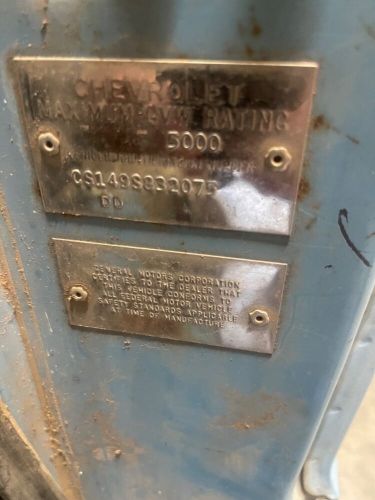 CHEVROLET
MAXIMUM GVW RATING
5000
CS149S832075
DD
GENERAL MOTORS CORPORATION
CERTIFIES TO THE DEALER THAT
THIS VEHICLE CONFORMS TO
ALL FEDERAL MOTOR VEHICLE
SAFETY STANDARDS APPLICABLE
AT TIME OF MANUFACTURE